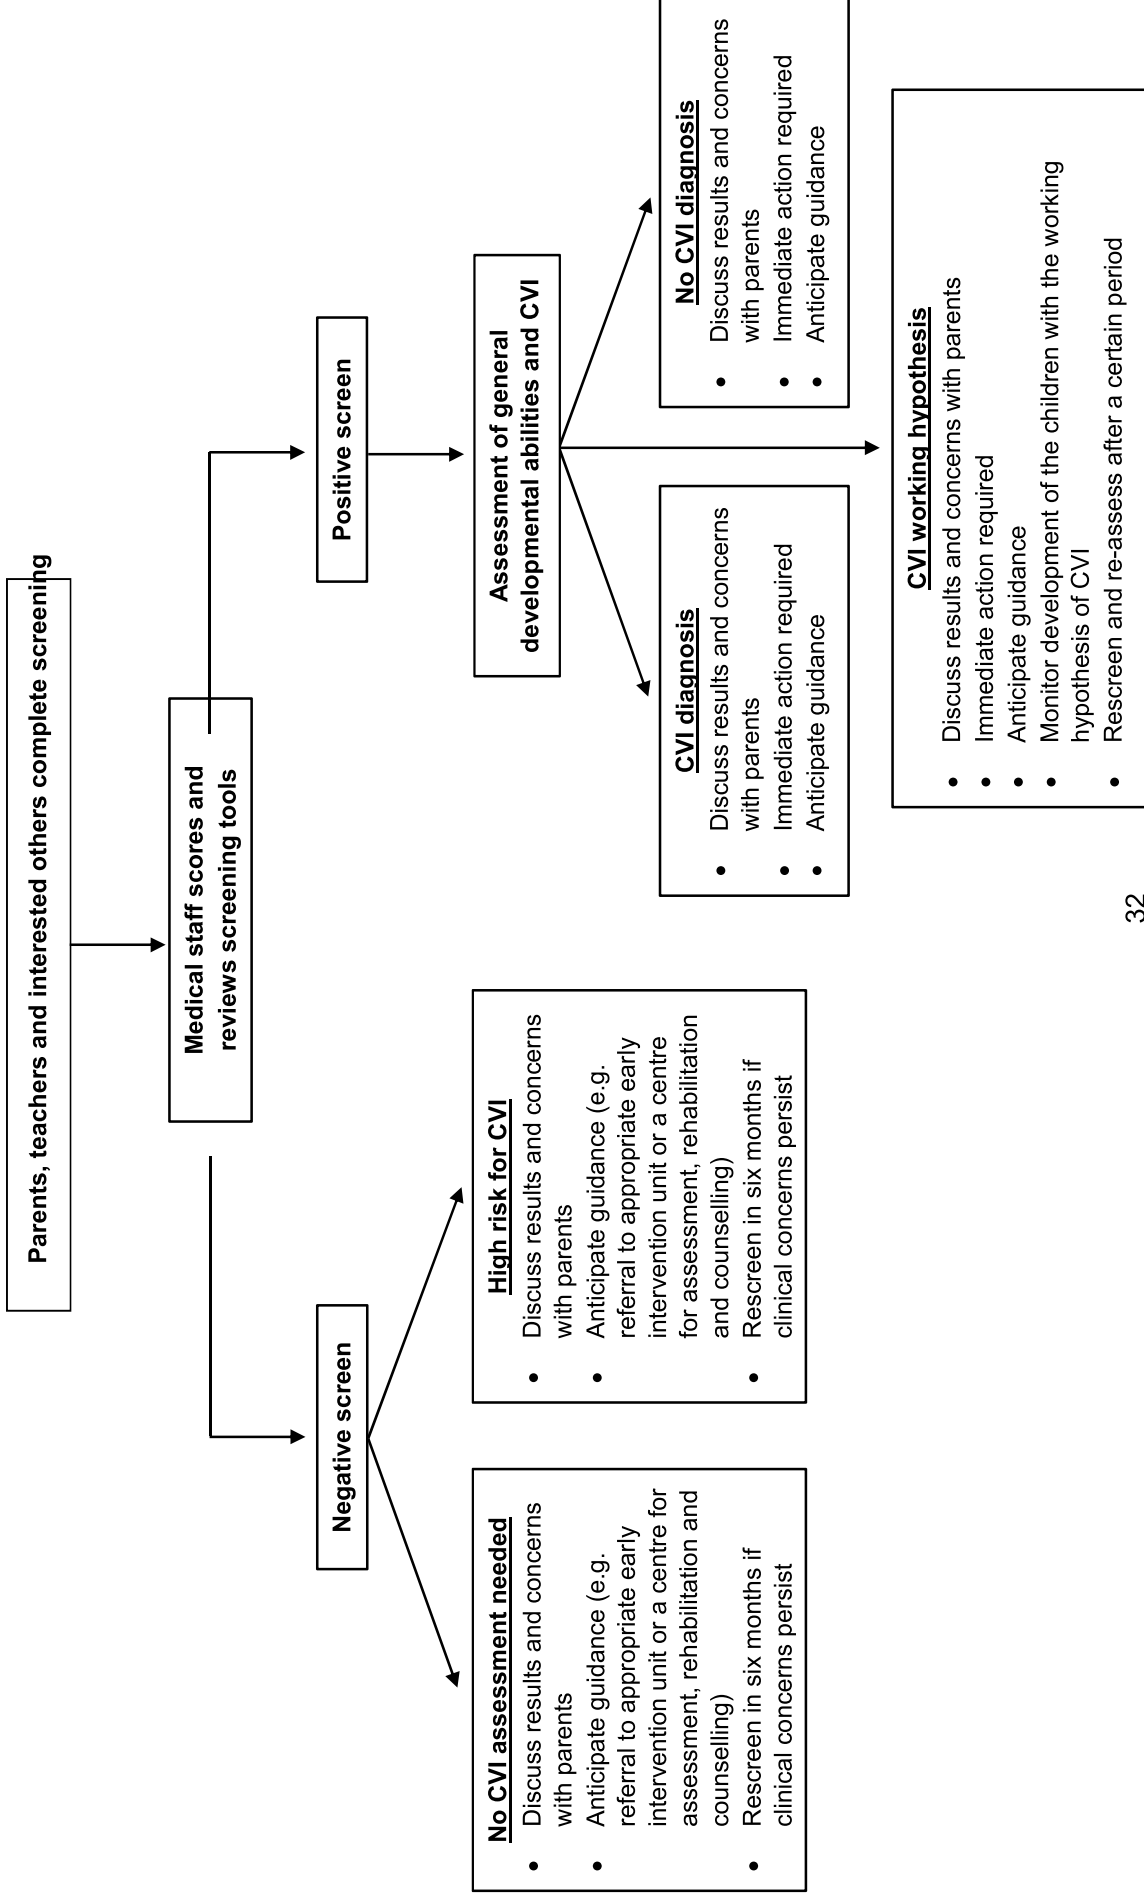 Parents, teachers and interested others complete screening
Medical staff scores and
reviews screening tools
Negative screen
Positive screen
No CVI assessment needed
• Discuss results and concerns
with parents
• Anticipate guidance (e.g.
referral to appropriate early
intervention unit or a centre for
assessment, rehabilitation and
counselling)
• Rescreen in six months if
clinical concerns persist
High risk for CVI
• Discuss results and concerns
with parents
• Anticipate guidance (e.g.
referral to appropriate early
intervention unit or a centre
for assessment, rehabilitation
and counselling)
• Rescreen in six months if
clinical concerns persist
Assessment of general
developmental abilities and CVI
CVI diagnosis
• Discuss results and concerns
with parents
• Immediate action required
• Anticipate guidance
No CVI diagnosis
• Discuss results and concerns
with parents
• Immediate action required
• Anticipate guidance
CVI working hypothesis
• Discuss results and concerns with parents
• Immediate action required
• Anticipate guidance
• Monitor development of the children with the working
hypothesis of CVI
• Rescreen and re-assess after a certain period
32